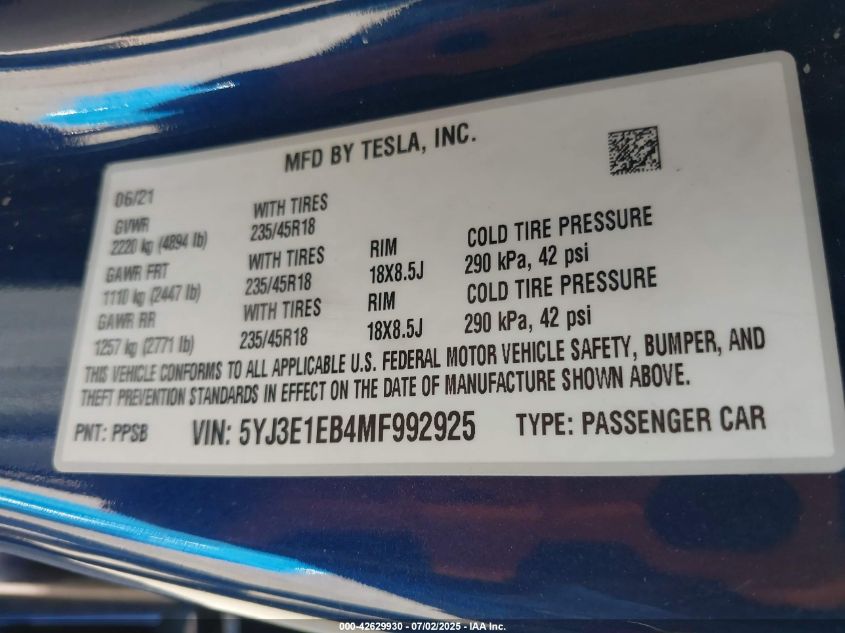 MFD BY TESLA, INC.
06/21
GVWR WITH TIRES
2220 kg (4894 lb) 235/45R18
GAWR FRT WITH TIRES RIM COLD TIRE PRESSURE
1110 kg (2447 lb) 235/45R18 18X8.5J 290 kPa, 42 psi
GAWR RR WITH TIRES RIM COLD TIRE PRESSURE
1257 kg (2771 lb) 235/45R18 18X8.5J 290 kPa, 42 psi
THIS VEHICLE CONFORMS TO ALL APPLICABLE U.S. FEDERAL MOTOR VEHICLE SAFETY, BUMPER, AND
THEFT PREVENTION STANDARDS IN EFFECT ON THE DATE OF MANUFACTURE SHOWN ABOVE.
PNT: PPSB VIN: 5YJ3E1EB4MF992925 TYPE: PASSENGER CAR
000-42629930 - 07/02/2025 - IAA Inc.